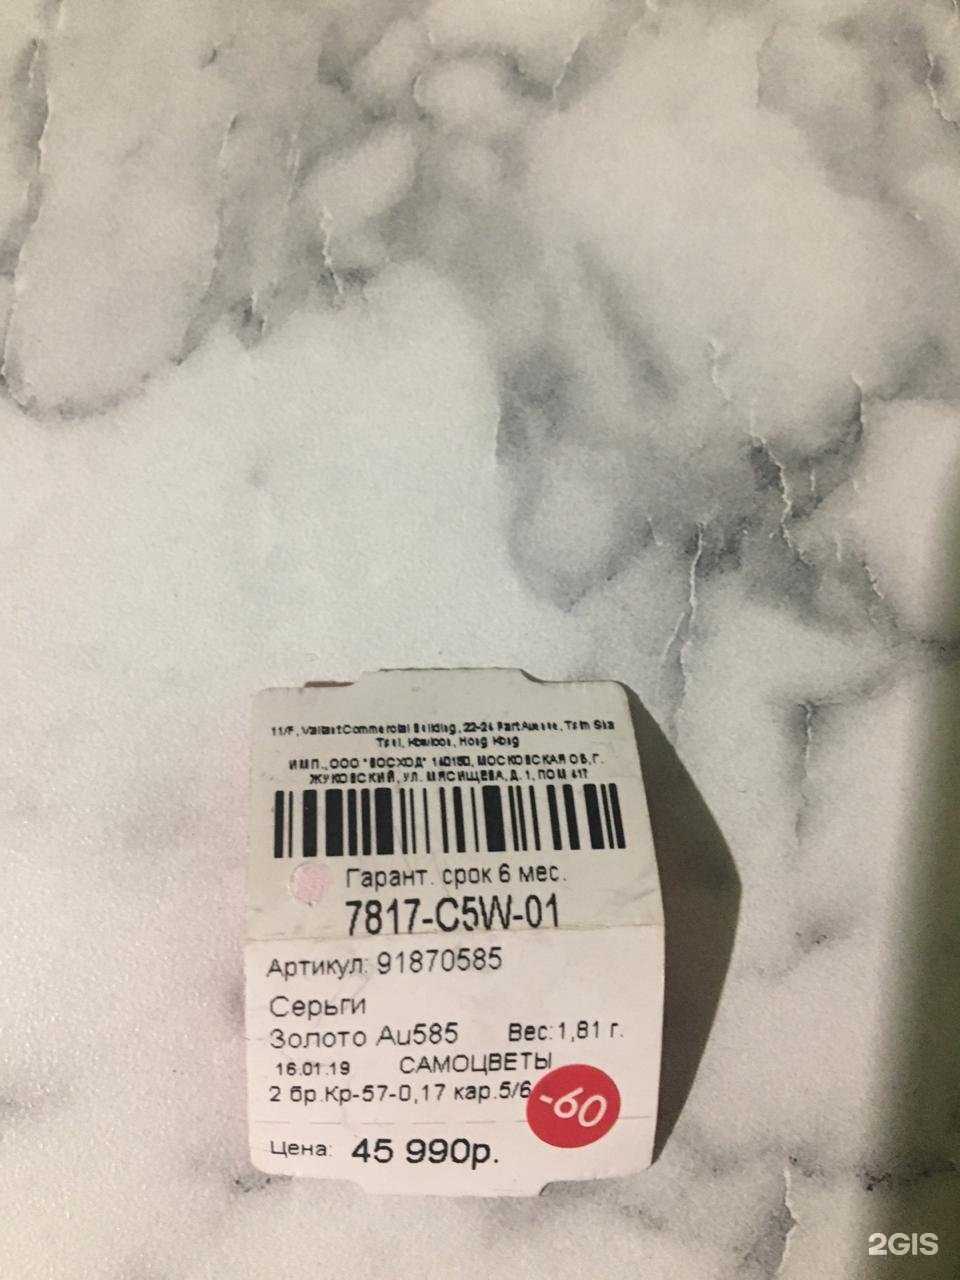 11/F, Valiant Commercial Building, 22-24 Part Avenue, Tsim Sha
Tsui, Kowloon, Hong Kong
ИМП., ООО "ВОСХОД" 140180, МОСКОВСКАЯ ОБ, Г.
ЖУКОВСКИЙ, УЛ. МЯСИЩЕВА, Д. 1, ПОМ 417
Гарант. срок 6 мес.
7817-C5W-01
Артикул: 91870585
Серьги
Золото Au585 Вес:1,81 г.
16.01.19 САМОЦВЕТЫ
2 бр.Кр-57-0,17 кар.5/6
-60
Цена: 45 990р.
2GIS